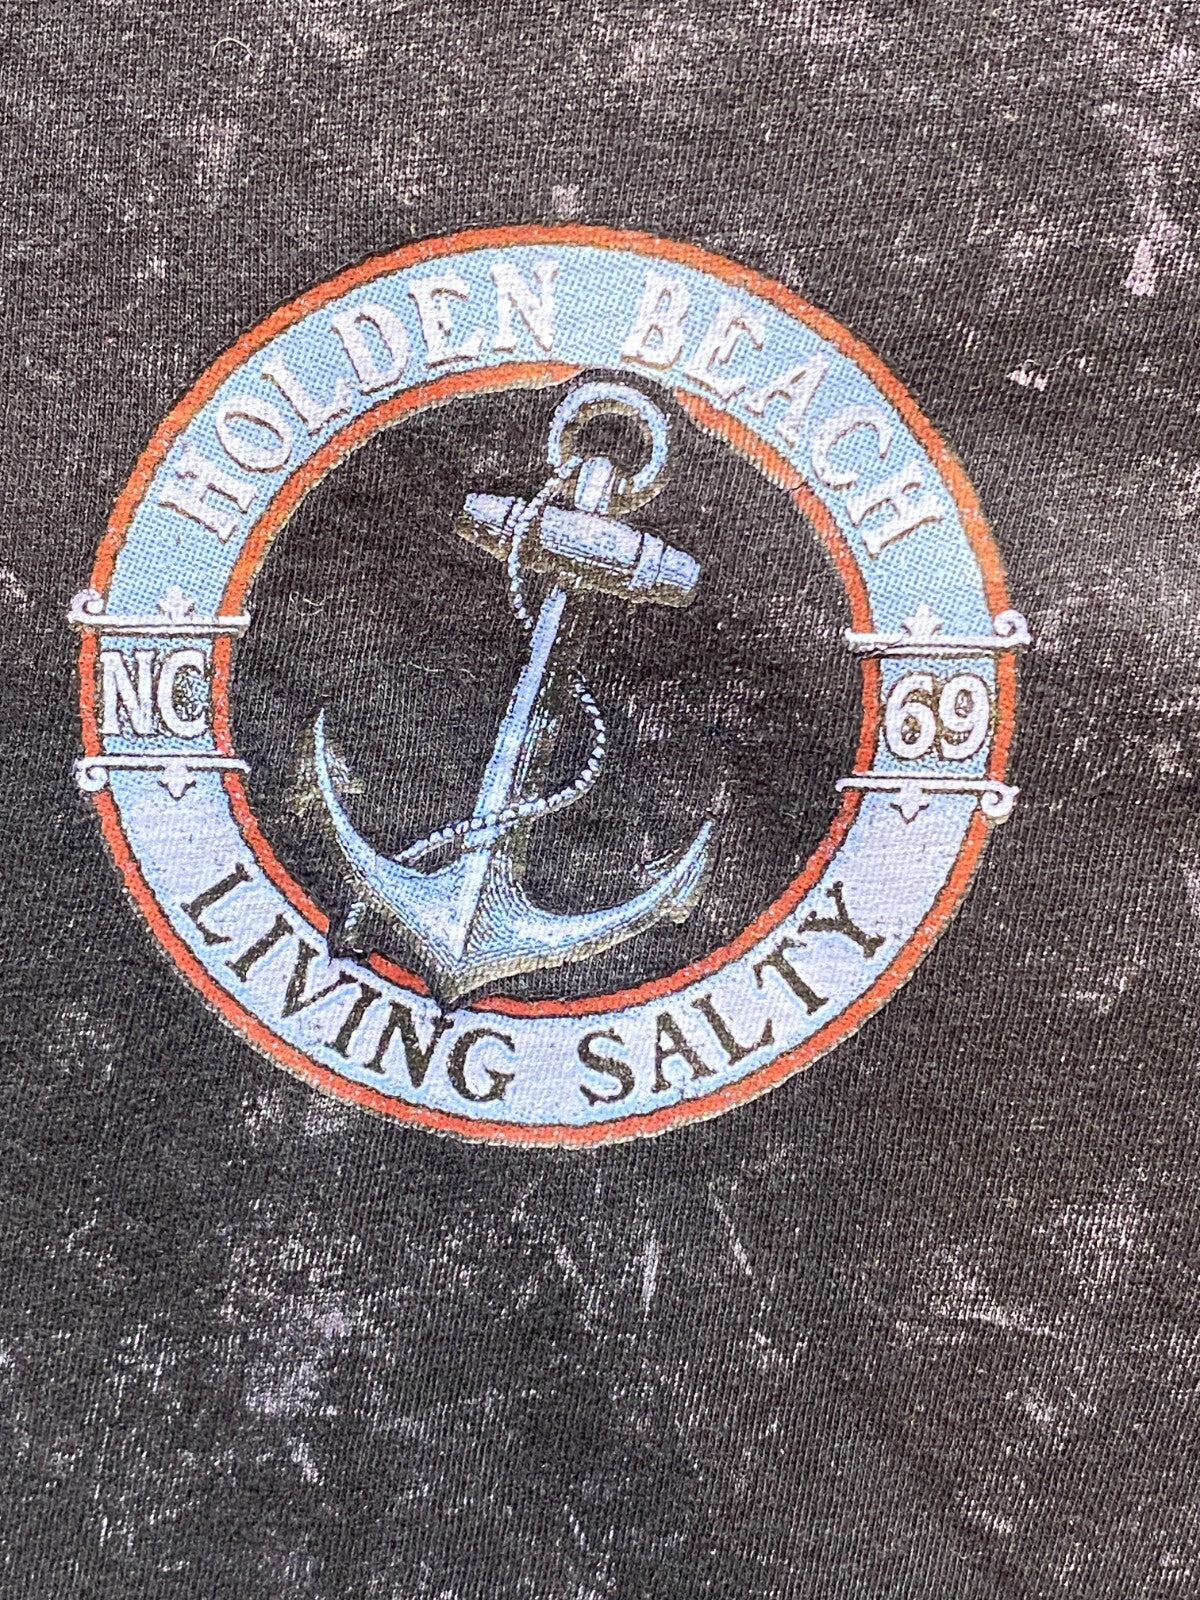 HOLDEN BEACH
NC
69
LIVING SALTY